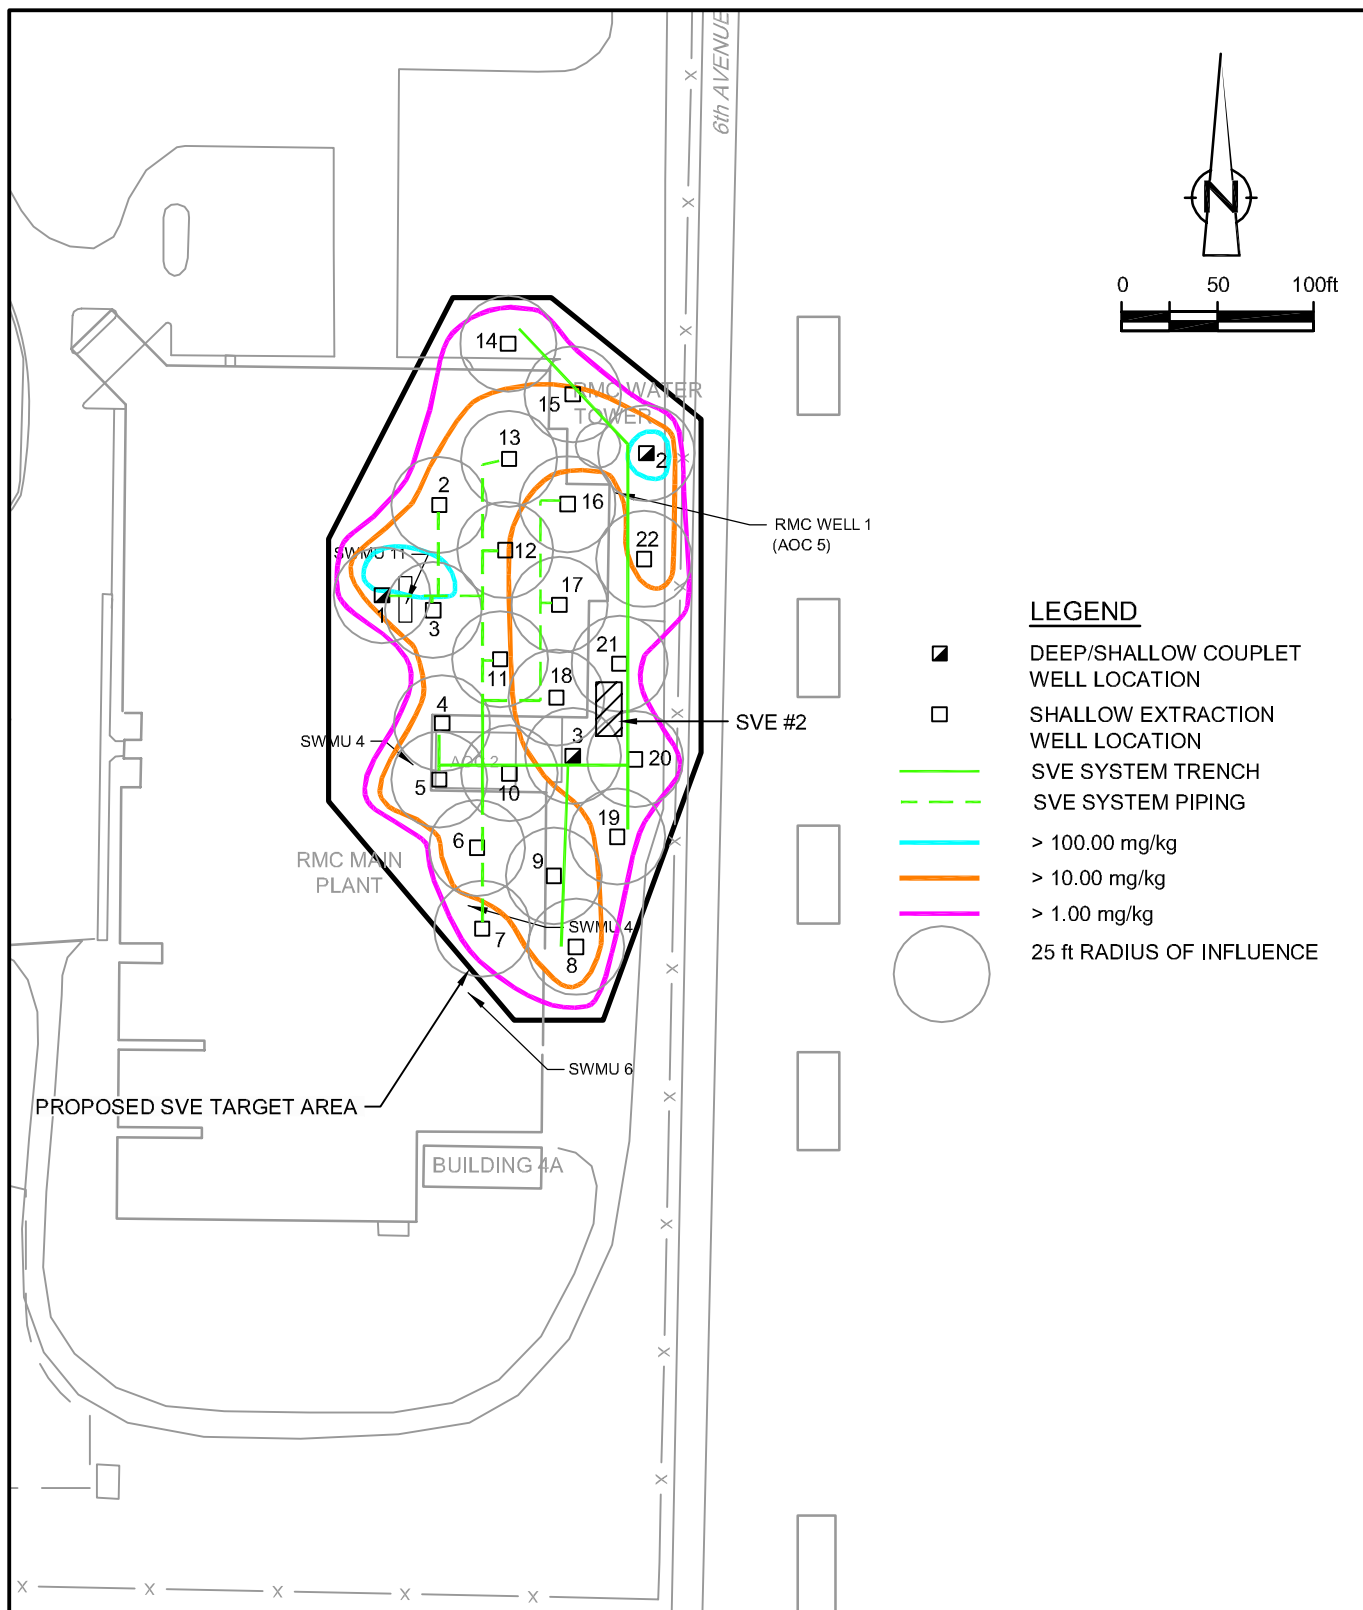 6th AVENUE
0 50 100ft
N
14
RMC WATER
TOWER
15
13
2
2
16
RMC WELL 1
(AOC 5)
SWMU 11
12
22
1
3
17
11
21
18
4
SWMU 4
3
SVE #2
AOC 2
5
10
20
6
19
9
RMC MAIN
PLANT
7
SWMU 4
8
SWMU 6
PROPOSED SVE TARGET AREA
BUILDING 4A
LEGEND
DEEP/SHALLOW COUPLET
WELL LOCATION
SHALLOW EXTRACTION
WELL LOCATION
SVE SYSTEM TRENCH
SVE SYSTEM PIPING
> 100.00 mg/kg
> 10.00 mg/kg
> 1.00 mg/kg
25 ft RADIUS OF INFLUENCE